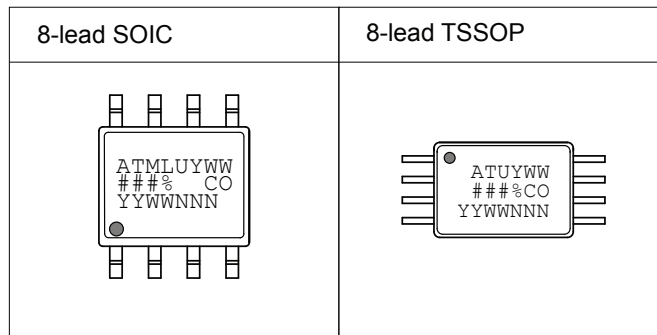 8-lead SOIC
8-lead TSSOP
ATMLUYWW
###% CO
YYWWNNN
ATUYWW
###%CO
YYWWNNN